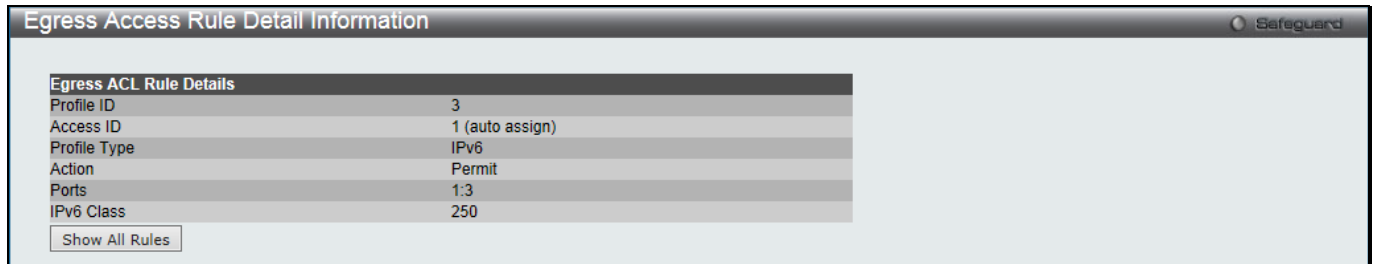 Egress Access Rule Detail Information
Safeguard
Egress ACL Rule Details
Profile ID 3
Access ID 1 (auto assign)
Profile Type IPv6
Action Permit
Ports 1:3
IPv6 Class 250
Show All Rules